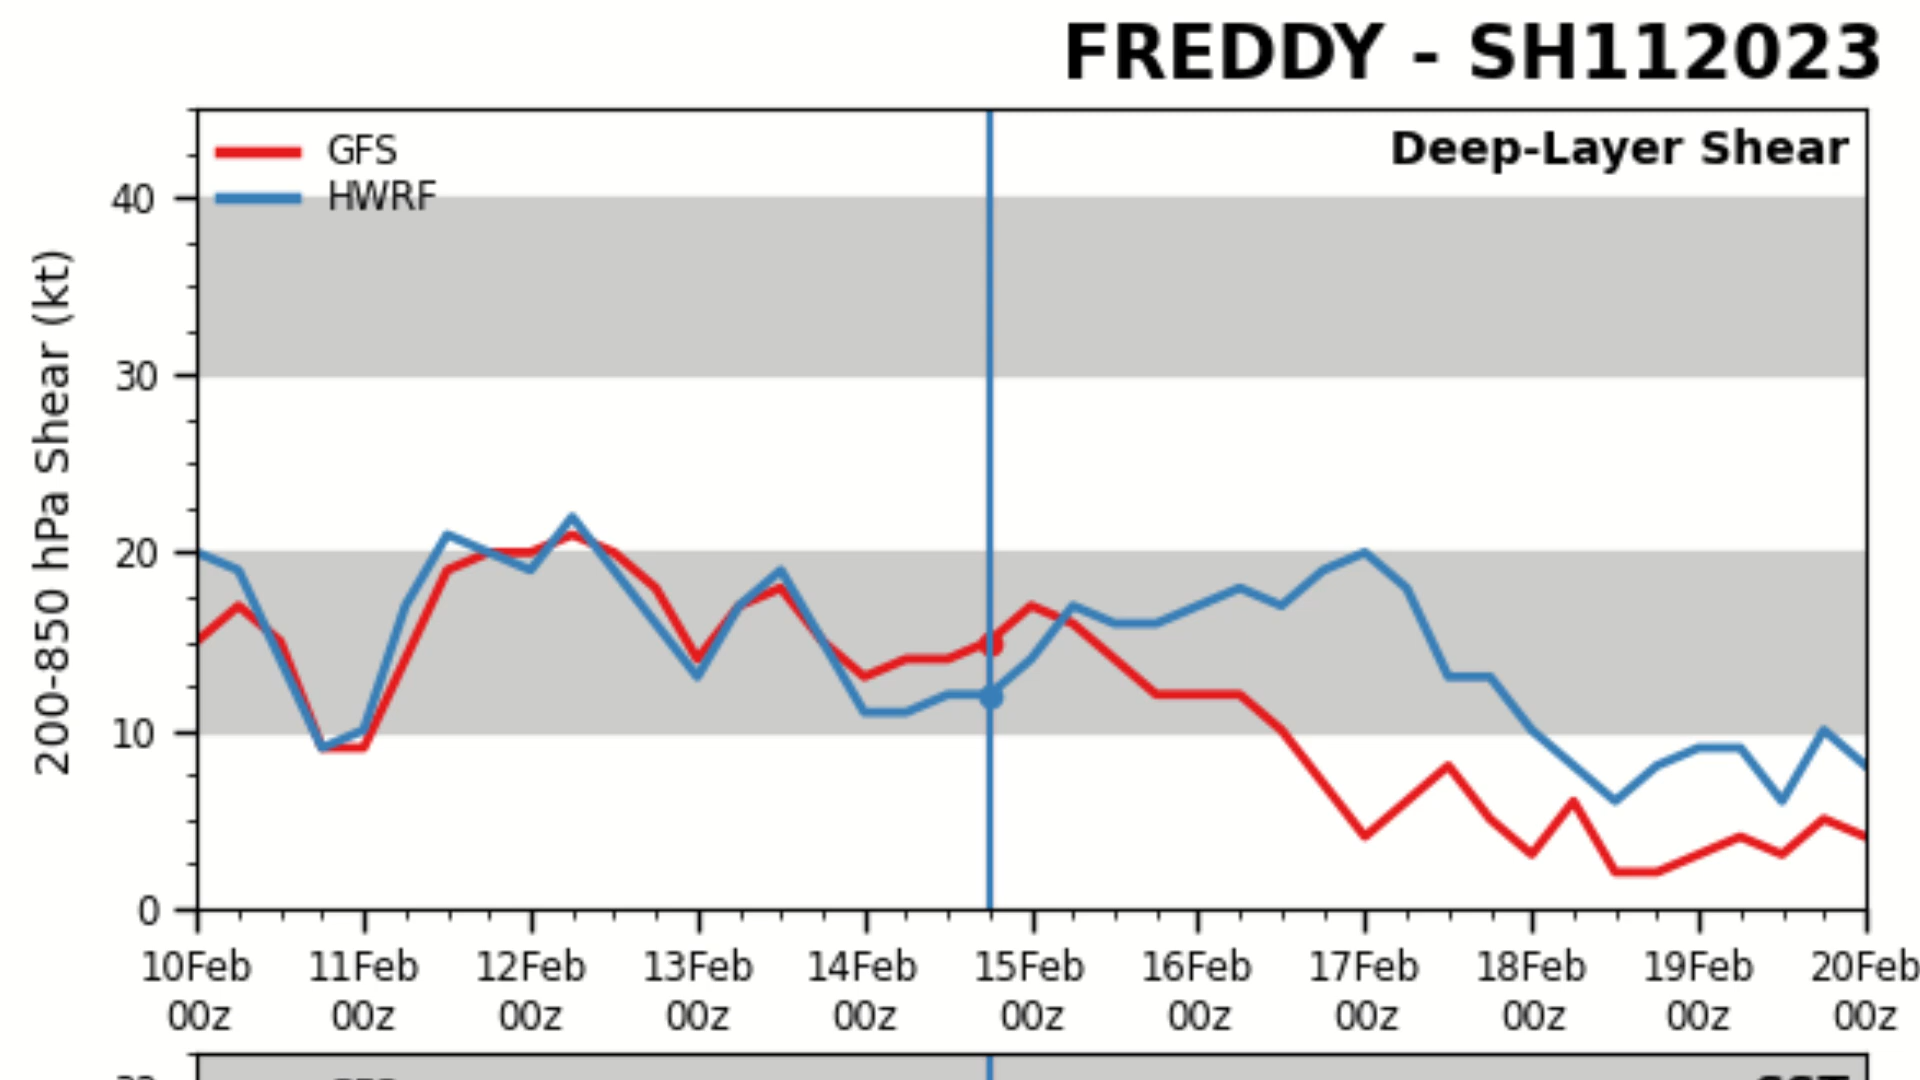 FREDDY - SH112023
GFS
HWRF
Deep-Layer Shear
200-850 hPa Shear (kt)
40
30
20
10
0
10Feb 11Feb 12Feb 13Feb 14Feb 15Feb 16Feb 17Feb 18Feb 19Feb 20Feb
00z 00z 00z 00z 00z 00z 00z 00z 00z 00z 00z